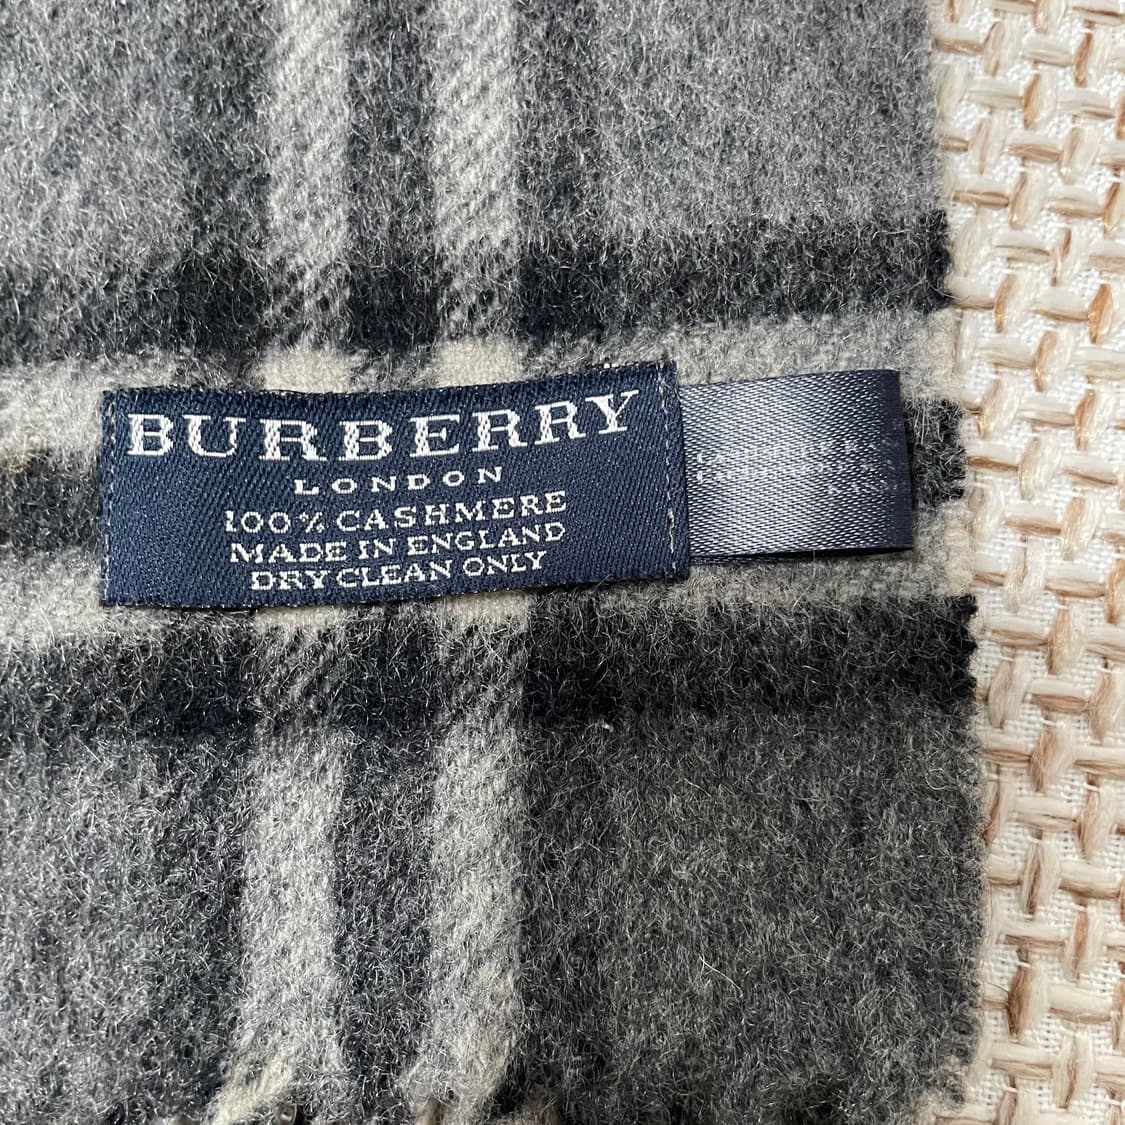 BURBERRY
LONDON
100% CASHMERE
MADE IN ENGLAND
DRY CLEAN ONLY